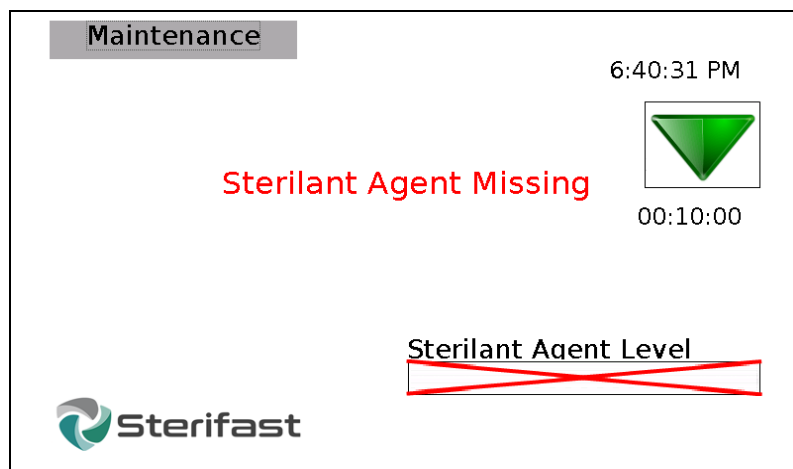 Maintenance
6:40:31 PM
Sterilant Agent Missing
00:10:00
Sterilant Agent Level
Sterifast